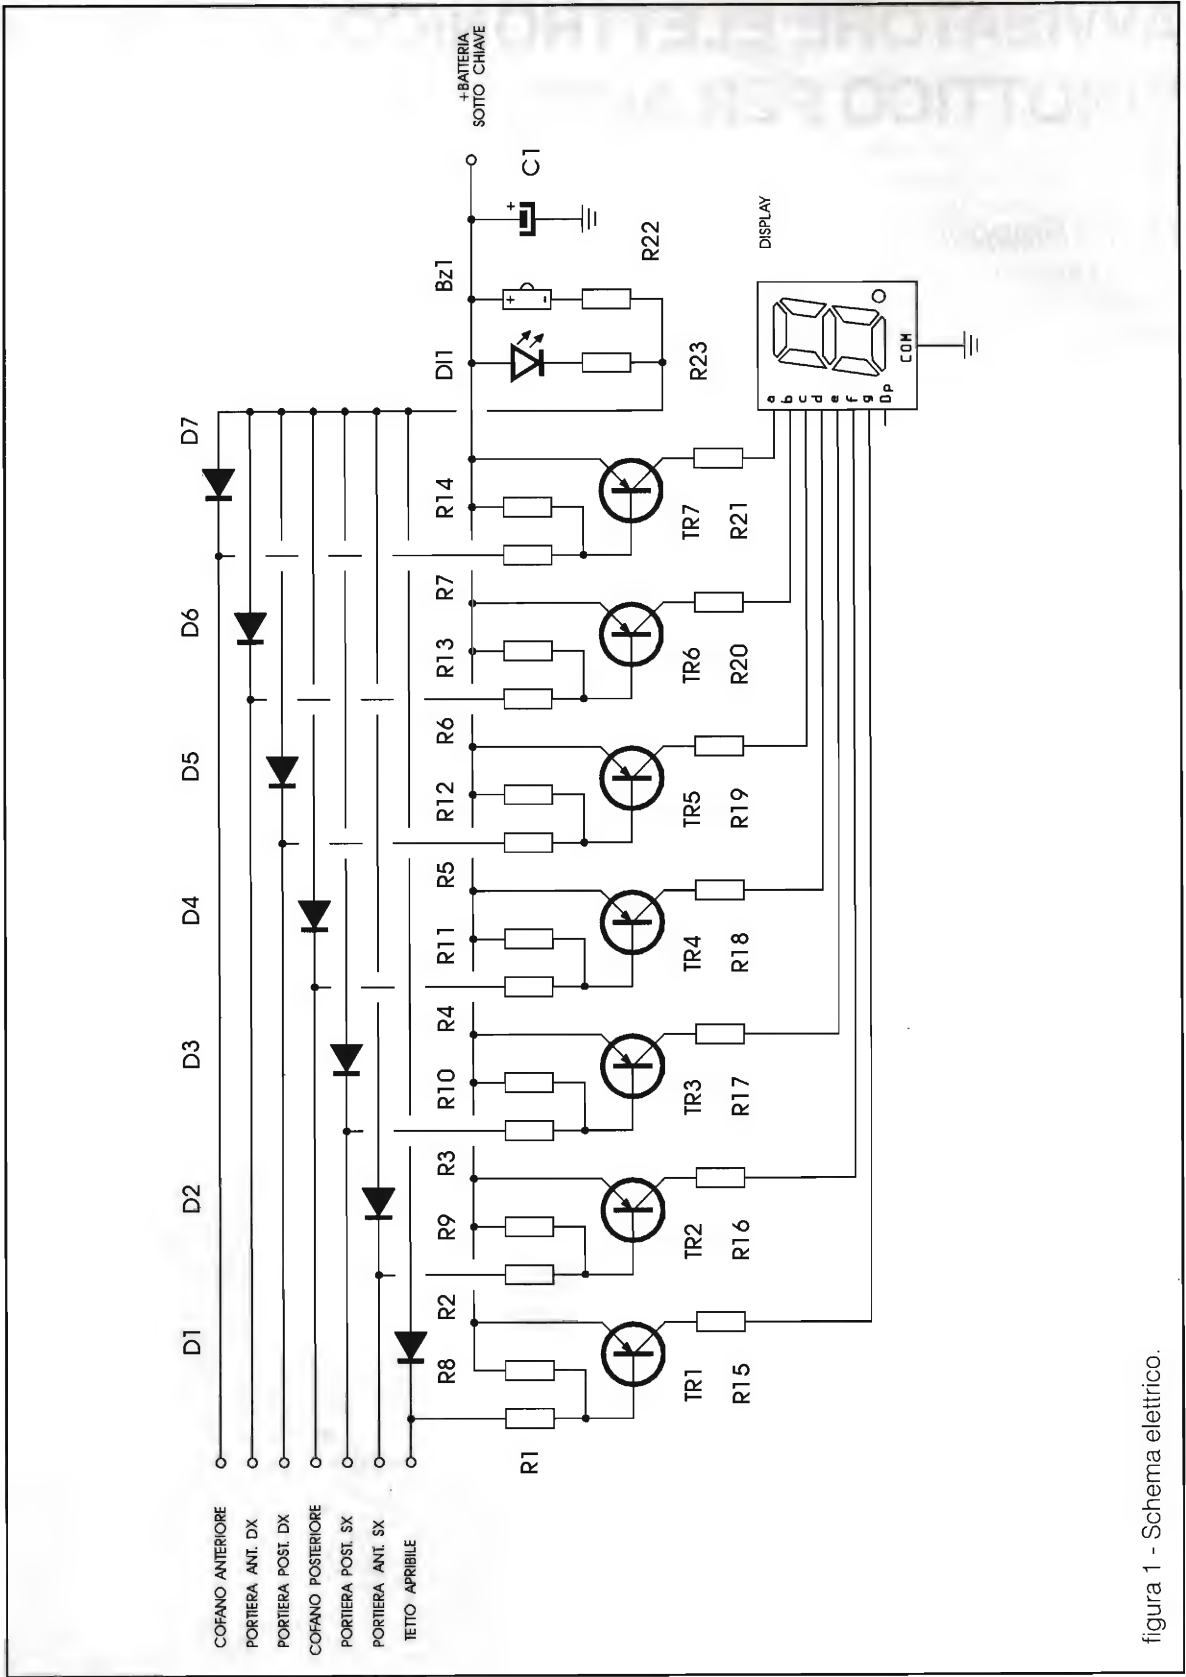 +BATTERIA
SOTTO CHIAVE
C1
Bz1
R22
Dl1
R23
DISPLAY
a
b
c
d
e
f
g
Dp
COM
D7
D6
D5
D4
D3
D2
D1
R14
R7
R13
R6
R12
R5
R11
R4
R10
R3
R9
R2
R8
R1
TR7
R21
TR6
R20
TR5
R19
TR4
R18
TR3
R17
TR2
R16
TR1
R15
+
-
+
COFANO ANTERIORE
PORTIERA ANT. DX
PORTIERA POST. DX
COFANO POSTERIORE
PORTIERA POST. SX
PORTIERA ANT. SX
TETTO APRIBILE
figura 1 - Schema elettrico.